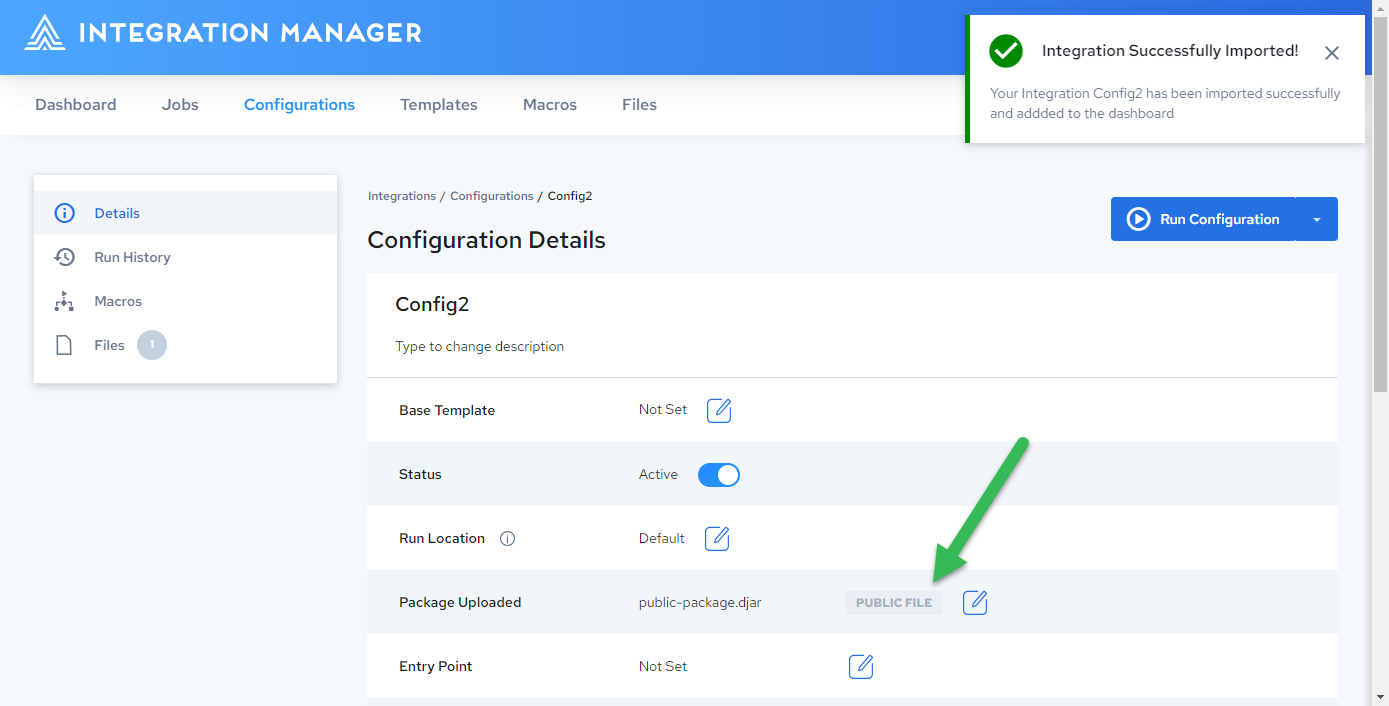 INTEGRATION MANAGER
Integration Successfully Imported!
Your Integration Config2 has been imported successfully
and addded to the dashboard
Dashboard Jobs Configurations Templates Macros Files
Details
Run History
Macros
Files 1
Integrations / Configurations / Config2
Configuration Details
Run Configuration
Config2
Type to change description
Base Template Not Set
Status Active
Run Location Default
Package Uploaded public-package.djar PUBLIC FILE
Entry Point Not Set